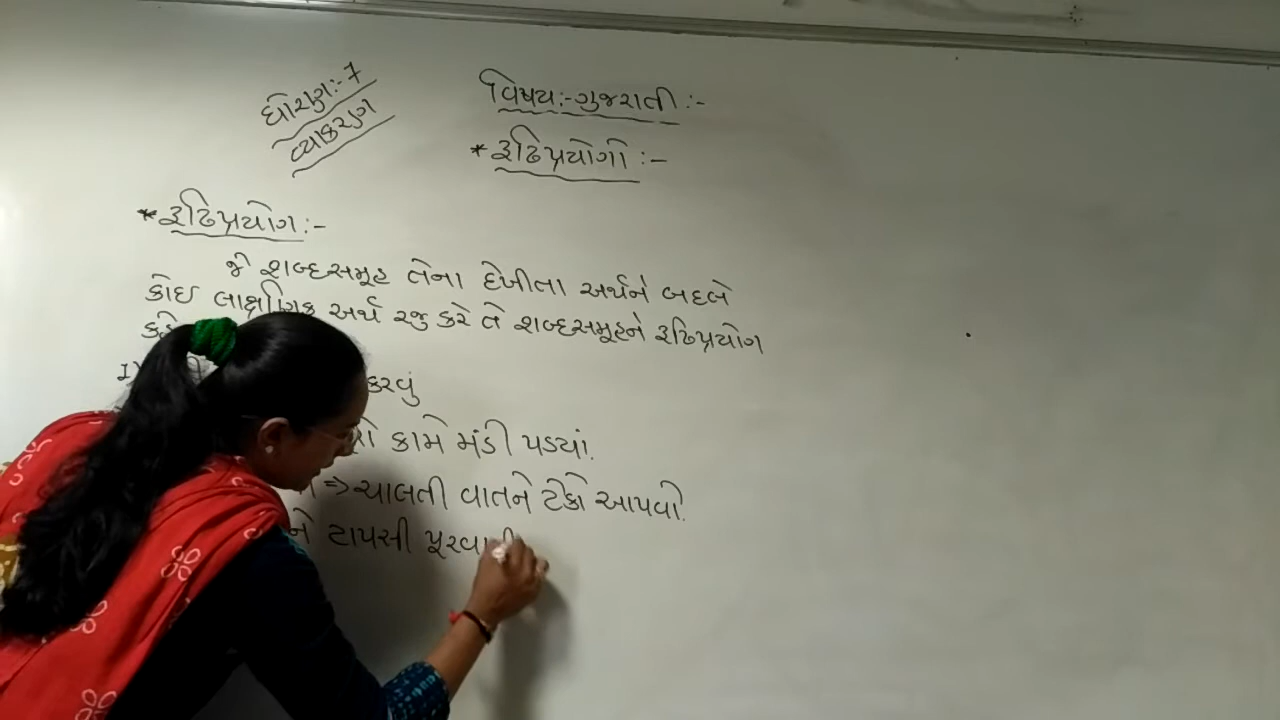 ધોરણ:-7
વ્યાકરણ
વિષય:-ગુજરાતી:-
* રૂઢિપ્રયોગો:-
* રૂઢિપ્રયોગ:-
જે શબ્દસમૂહ તેના દેખીતા અર્થને બદલે
કોઇ લાક્ષણિક અર્થ રજુ કરે તે શબ્દસમૂહને રૂઢિપ્રયોગ
કરવું
કામે મંડી પડયાં.
=> ચાલતી વાતને ટેકો આપવો.
ને ટાપસી પૂરવાની